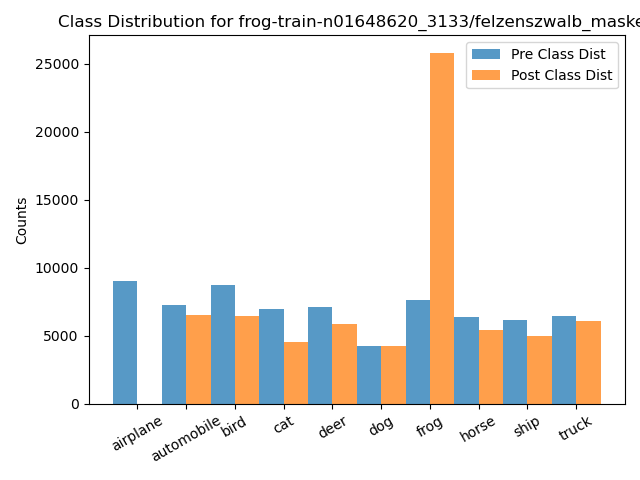 Class Distribution for frog-train-n01648620_3133/felzenszwalb_maske
Pre Class Dist
Post Class Dist
Counts
25000
20000
15000
10000
5000
0
airplane
automobile
bird
cat
deer
dog
frog
horse
ship
truck